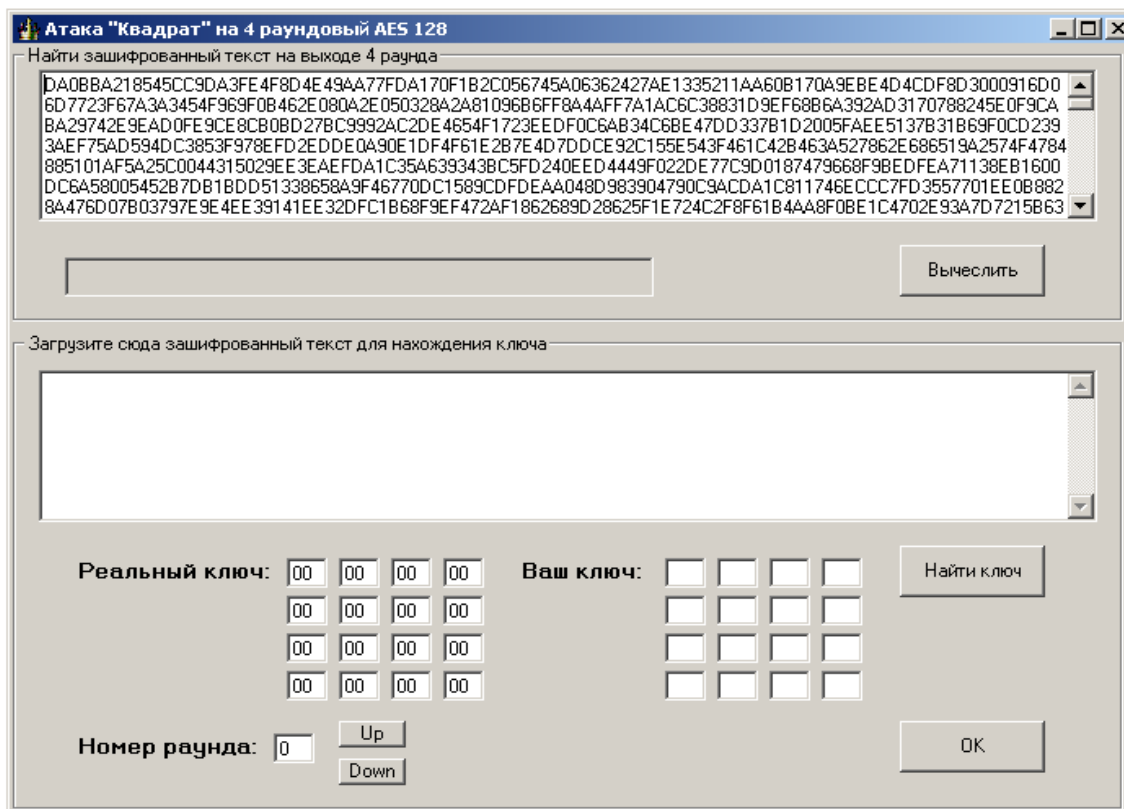 Атака "Квадрат" на 4 раундовый AES 128
Найти зашифрованный текст на выходе 4 раунда
DA0BBA218545CC9DA3FE4F8D4E49AA77FDA170F1B2C056745A06362427AE1335211AA60B170A9EBE4D4CDF8D3000916D0
6D7723F67A3A3454F969F0B462E080A2E050328A2A81096B6FF8A4AFF7A1AC6C38831D9EF68B6A392AD3170788245E0F9CA
BA29742E9EAD0FE9CE8CB0BD27BC9992AC2DE4654F1723EEDF0C6AB34C6BE47DD337B1D2005FAEE5137B31B69F0CD239
3AEF75AD594DC3853F978EFD2EDDE0A90E1DF4F61E2B7E4D7DDCE92C155E543F461C42B463A527862E686519A2574F4784
885101AF5A25C0044315029EE3EAEFDA1C35A639343BC5FD240EED4449F022DE77C9D0187479668F9BEDFEA71138EB1600
DC6A58005452B7DB1BDD51338658A9F46770DC1589CDFDEAA048D983904790C9ACDA1C811746ECCC7FD3557701EE0B882
8A476D07B03797E9E4EE39141EE32DFC1B68F9EF472AF1862689D28625F1E724C2F8F61B4AA8F0BE1C4702E93A7D7215B63
Вычеслить
Загрузите сюда зашифрованный текст для нахождения ключа
Реальный ключ: 00 00 00 00 Ваш ключ: Найти ключ
00 00 00 00
00 00 00 00
00 00 00 00
Номер раунда: 0 Up OK
Down